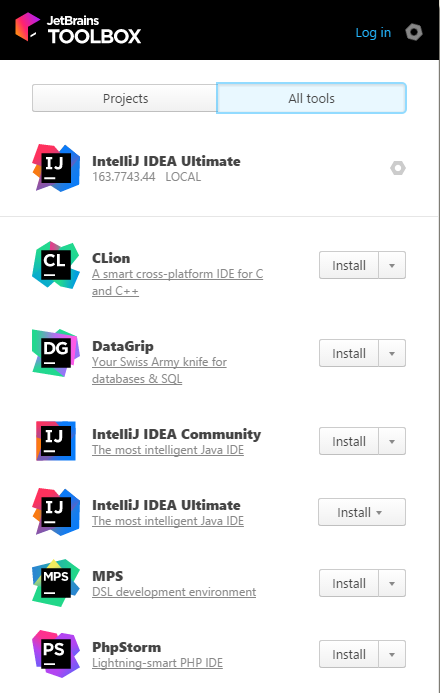 JetBrains
TOOLBOX
Log in
Projects
All tools
IJ
IntelliJ IDEA Ultimate
163.7743.44 LOCAL
CL
CLion
A smart cross-platform IDE for C
and C++
Install
DG
DataGrip
Your Swiss Army knife for
databases & SQL
Install
IJ
IntelliJ IDEA Community
The most intelligent Java IDE
Install
IJ
IntelliJ IDEA Ultimate
The most intelligent Java IDE
Install
MPS
MPS
DSL development environment
Install
PS
PhpStorm
Lightning-smart PHP IDE
Install